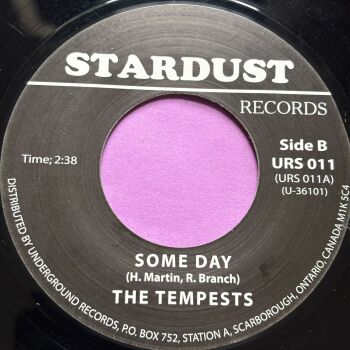 STARDUST
RECORDS
Time; 2:38
Side B
URS 011
(URS 011A)
(U-36101)
SOME DAY
(H. Martin, R. Branch)
THE TEMPESTS
DISTRIBUTED BY UNDERGROUND RECORDS, P.O. BOX 752, STATION A, SCARBOROUGH, ONTARIO, CANADA M1K 5C4